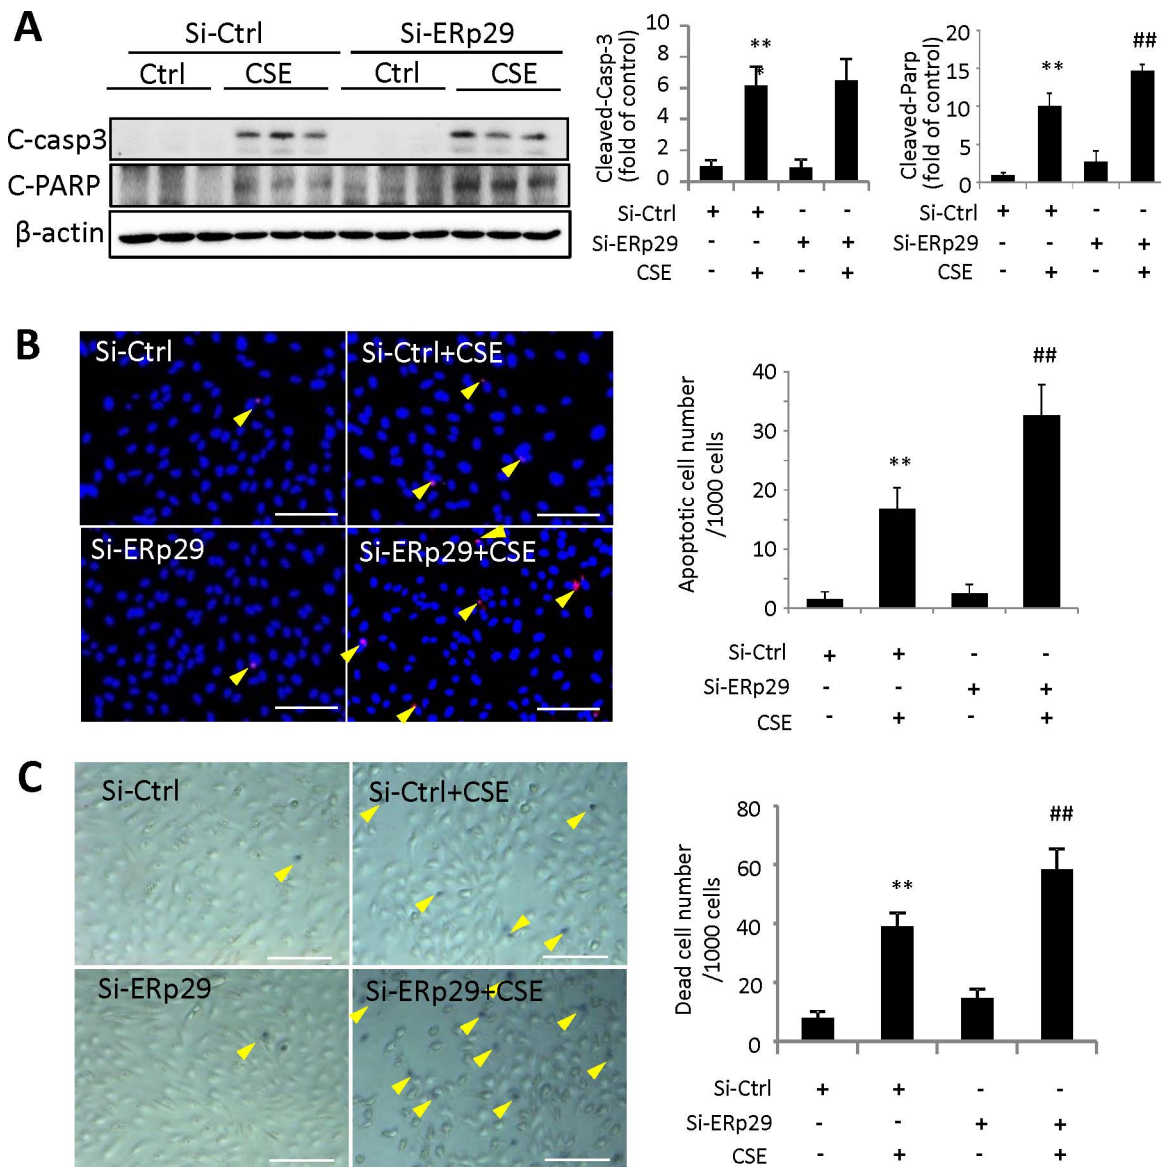 A
Si-Ctrl Si-ERp29
Ctrl CSE Ctrl CSE
C-casp3
C-PARP
β-actin
Cleaved-Casp-3
(fold of control)
10
8
6
4
2
0
**
*
Si-Ctrl + + - -
Si-ERp29 - - + +
CSE - + - +
Cleaved-Parp
(fold of control)
20
15
10
5
0
**
##
Si-Ctrl + + - -
Si-ERp29 - - + +
CSE - + - +
B
Si-Ctrl
Si-Ctrl+CSE
Si-ERp29
Si-ERp29+CSE
Apoptotic cell number
/1000 cells
40
30
20
10
0
**
##
Si-Ctrl + + - -
Si-ERp29 - - + +
CSE - + - +
C
Si-Ctrl
Si-Ctrl+CSE
Si-ERp29
Si-ERp29+CSE
Dead cell number
/1000 cells
80
60
40
20
0
**
##
Si-Ctrl + + - -
Si-ERp29 - - + +
CSE - + - +